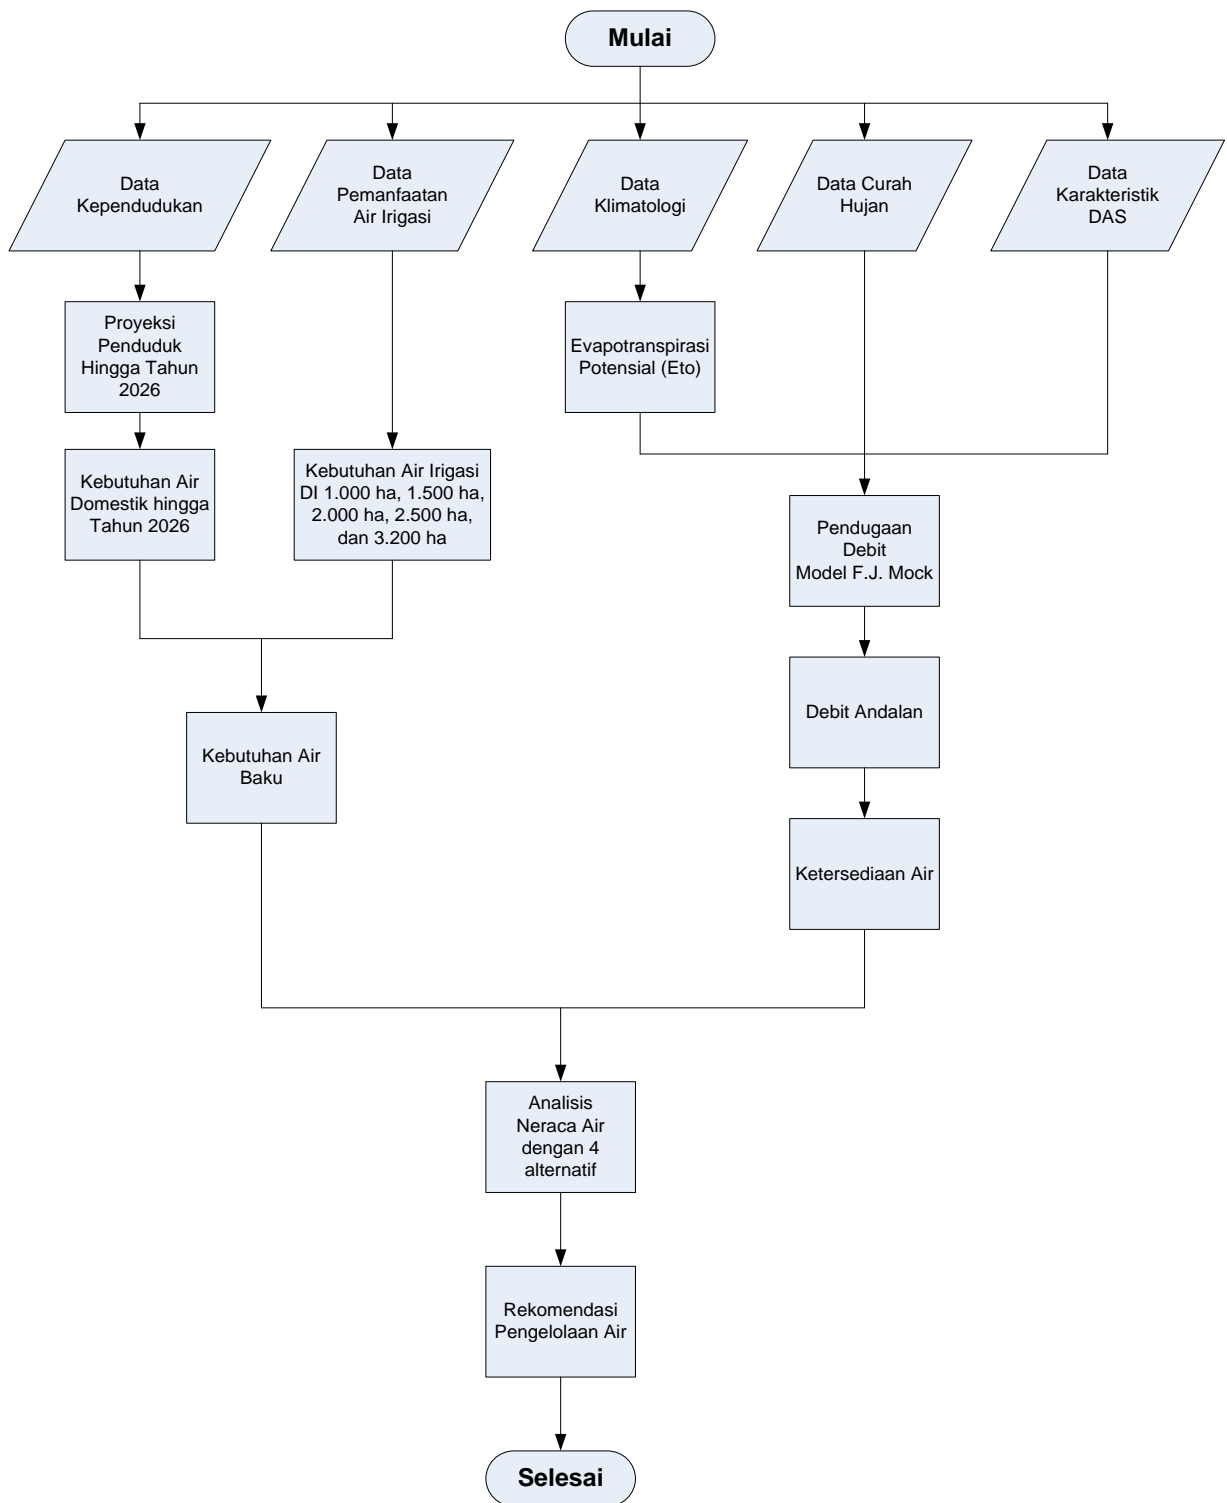 Mulai
Data
Kependudukan
Data
Pemanfaatan
Air Irigasi
Data
Klimatologi
Data Curah
Hujan
Data
Karakteristik
DAS
Proyeksi
Penduduk
Hingga Tahun
2026
Evapotranspirasi
Potensial (Eto)
Kebutuhan Air
Domestik hingga
Tahun 2026
Kebutuhan Air Irigasi
DI 1.000 ha, 1.500 ha,
2.000 ha, 2.500 ha,
dan 3.200 ha
Pendugaan
Debit
Model F.J. Mock
Debit Andalan
Kebutuhan Air
Baku
Ketersediaan Air
Analisis
Neraca Air
dengan 4
alternatif
Rekomendasi
Pengelolaan Air
Selesai